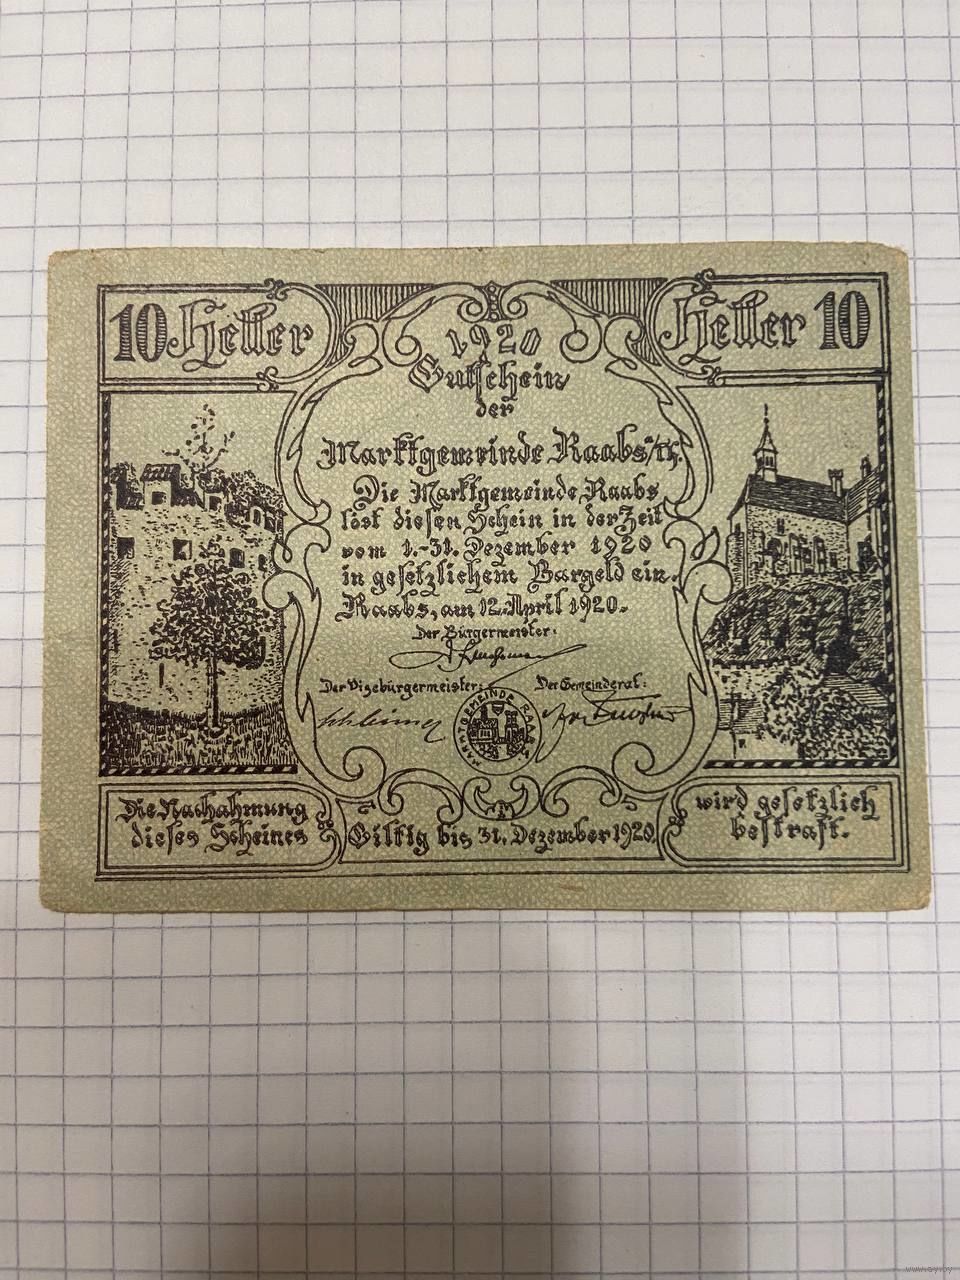 10 Heller
Heller 10
1920
Gutschein
der
Marktgemeinde Raabs a/Th.
Die Marktgemeinde Raabs
löst diesen Schein in der Zeit
vom 1.-31. Dezember 1920
in gesetzlichem Bargeld ein.
Raabs, am 12. April 1920.
Der Bürgermeister:
Der Vizebürgermeister:
Der Gemeinderat:
MARKTGEMEINDE RAABS
Die Nachahmung
dieses Scheines
Giltig bis 31. Dezember 1920.
wird gesetzlich
bestraft.